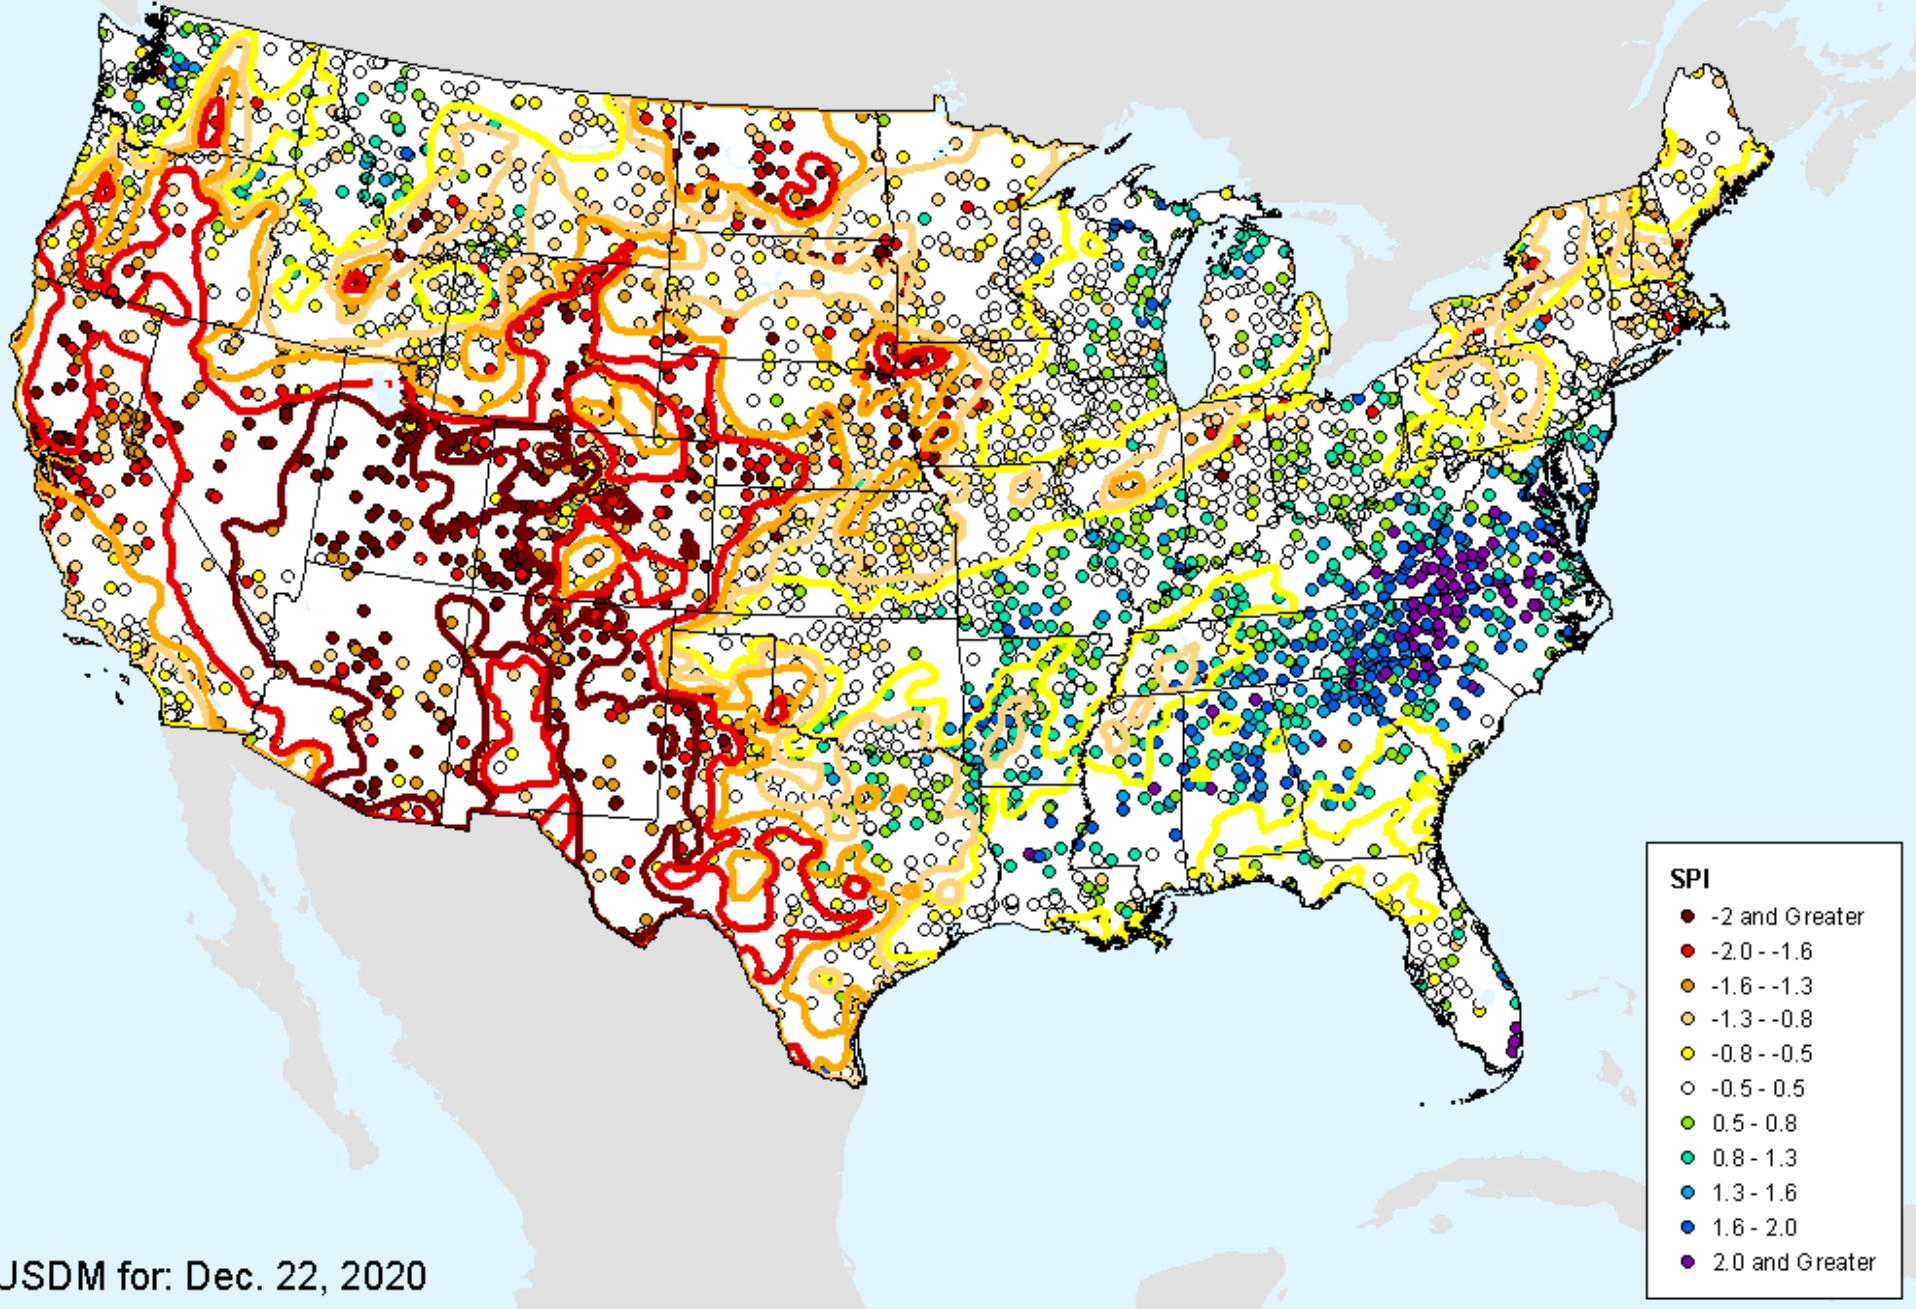 SPI
-2 and Greater
-2.0 - -1.6
-1.6 - -1.3
-1.3 - -0.8
-0.8 - -0.5
-0.5 - 0.5
0.5 - 0.8
0.8 - 1.3
1.3 - 1.6
1.6 - 2.0
2.0 and Greater
USDM for: Dec. 22, 2020